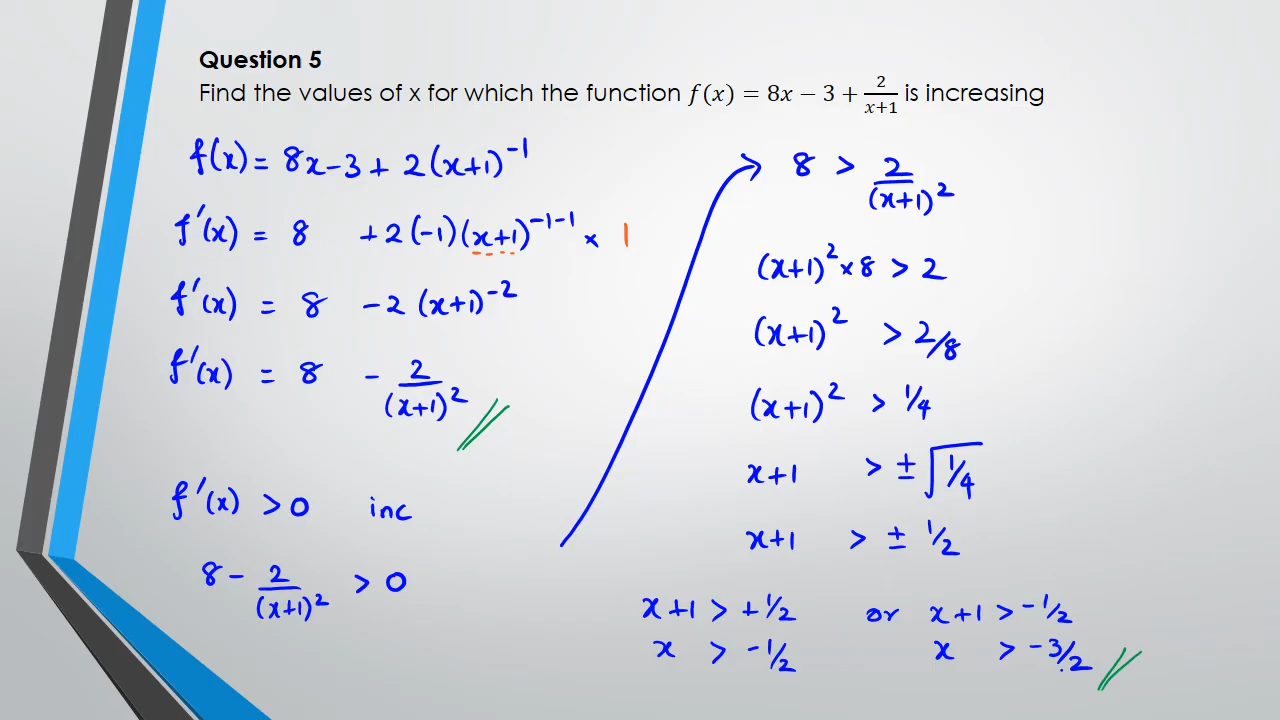 Question 5
Find the values of x for which the function f(x) = 8x − 3 + 2/(x+1) is increasing
f(x) = 8x − 3 + 2(x+1)^−1
f'(x) = 8 + 2(−1)(x+1)^−1−1 × 1
f'(x) = 8 − 2(x+1)^−2
f'(x) = 8 − 2/(x+1)^2
f'(x) > 0 inc
8 − 2/(x+1)^2 > 0
8 > 2/(x+1)^2
(x+1)^2 × 8 > 2
(x+1)^2 > 2/8
(x+1)^2 > 1/4
x+1 > ± √1/4
x+1 > ± 1/2
x+1 > +1/2 or x+1 > −1/2
x > −1/2 x > −3/2